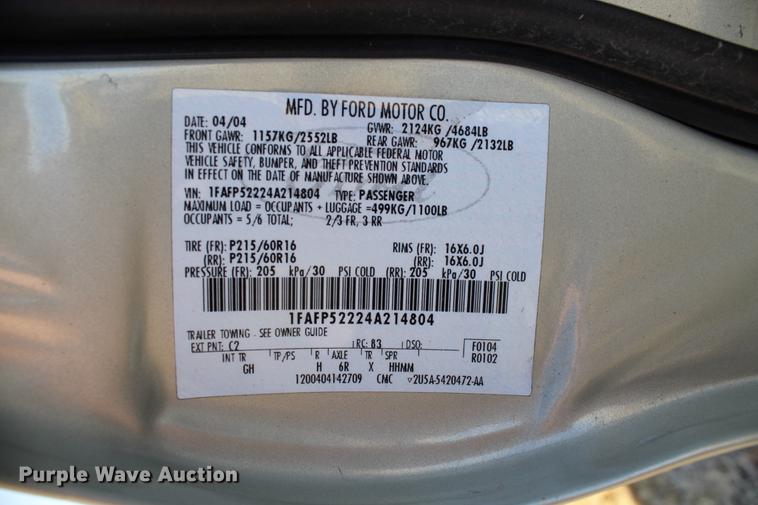 MFD. BY FORD MOTOR CO.
DATE: 04/04 GVWR: 2124KG /4684LB
FRONT GAWR: 1157KG/2552LB REAR GAWR: 967KG /2132LB
THIS VEHICLE CONFORMS TO ALL APPLICABLE FEDERAL MOTOR
VEHICLE SAFETY, BUMPER, AND THEFT PREVENTION STANDARDS
IN EFFECT ON THE DATE OF MANUFACTURE SHOWN ABOVE.
VIN: 1FAFP52224A214804 TYPE: PASSENGER
MAXIMUM LOAD = OCCUPANTS + LUGGAGE =499KG/1100LB
OCCUPANTS = 5/6 TOTAL; 2/3 FR, 3 RR
TIRE (FR): P215/60R16 RIMS (FR): 16X6.0J
(RR): P215/60R16 (RR): 16X6.0J
PRESSURE (FR): 205 kPa/30 PSI COLD (RR): 205 kPa/30 PSI COLD
1FAFP52224A214804
TRAILER TOWING - SEE OWNER GUIDE
EXT PNT: C2 RC: 83 DSO: F0104
INT TR TP/PS R AXLE TR SPR R0102
GH H 6R X HHMM
1200404142709 CMC 2U5A-5420472-AA
Purple Wave Auction